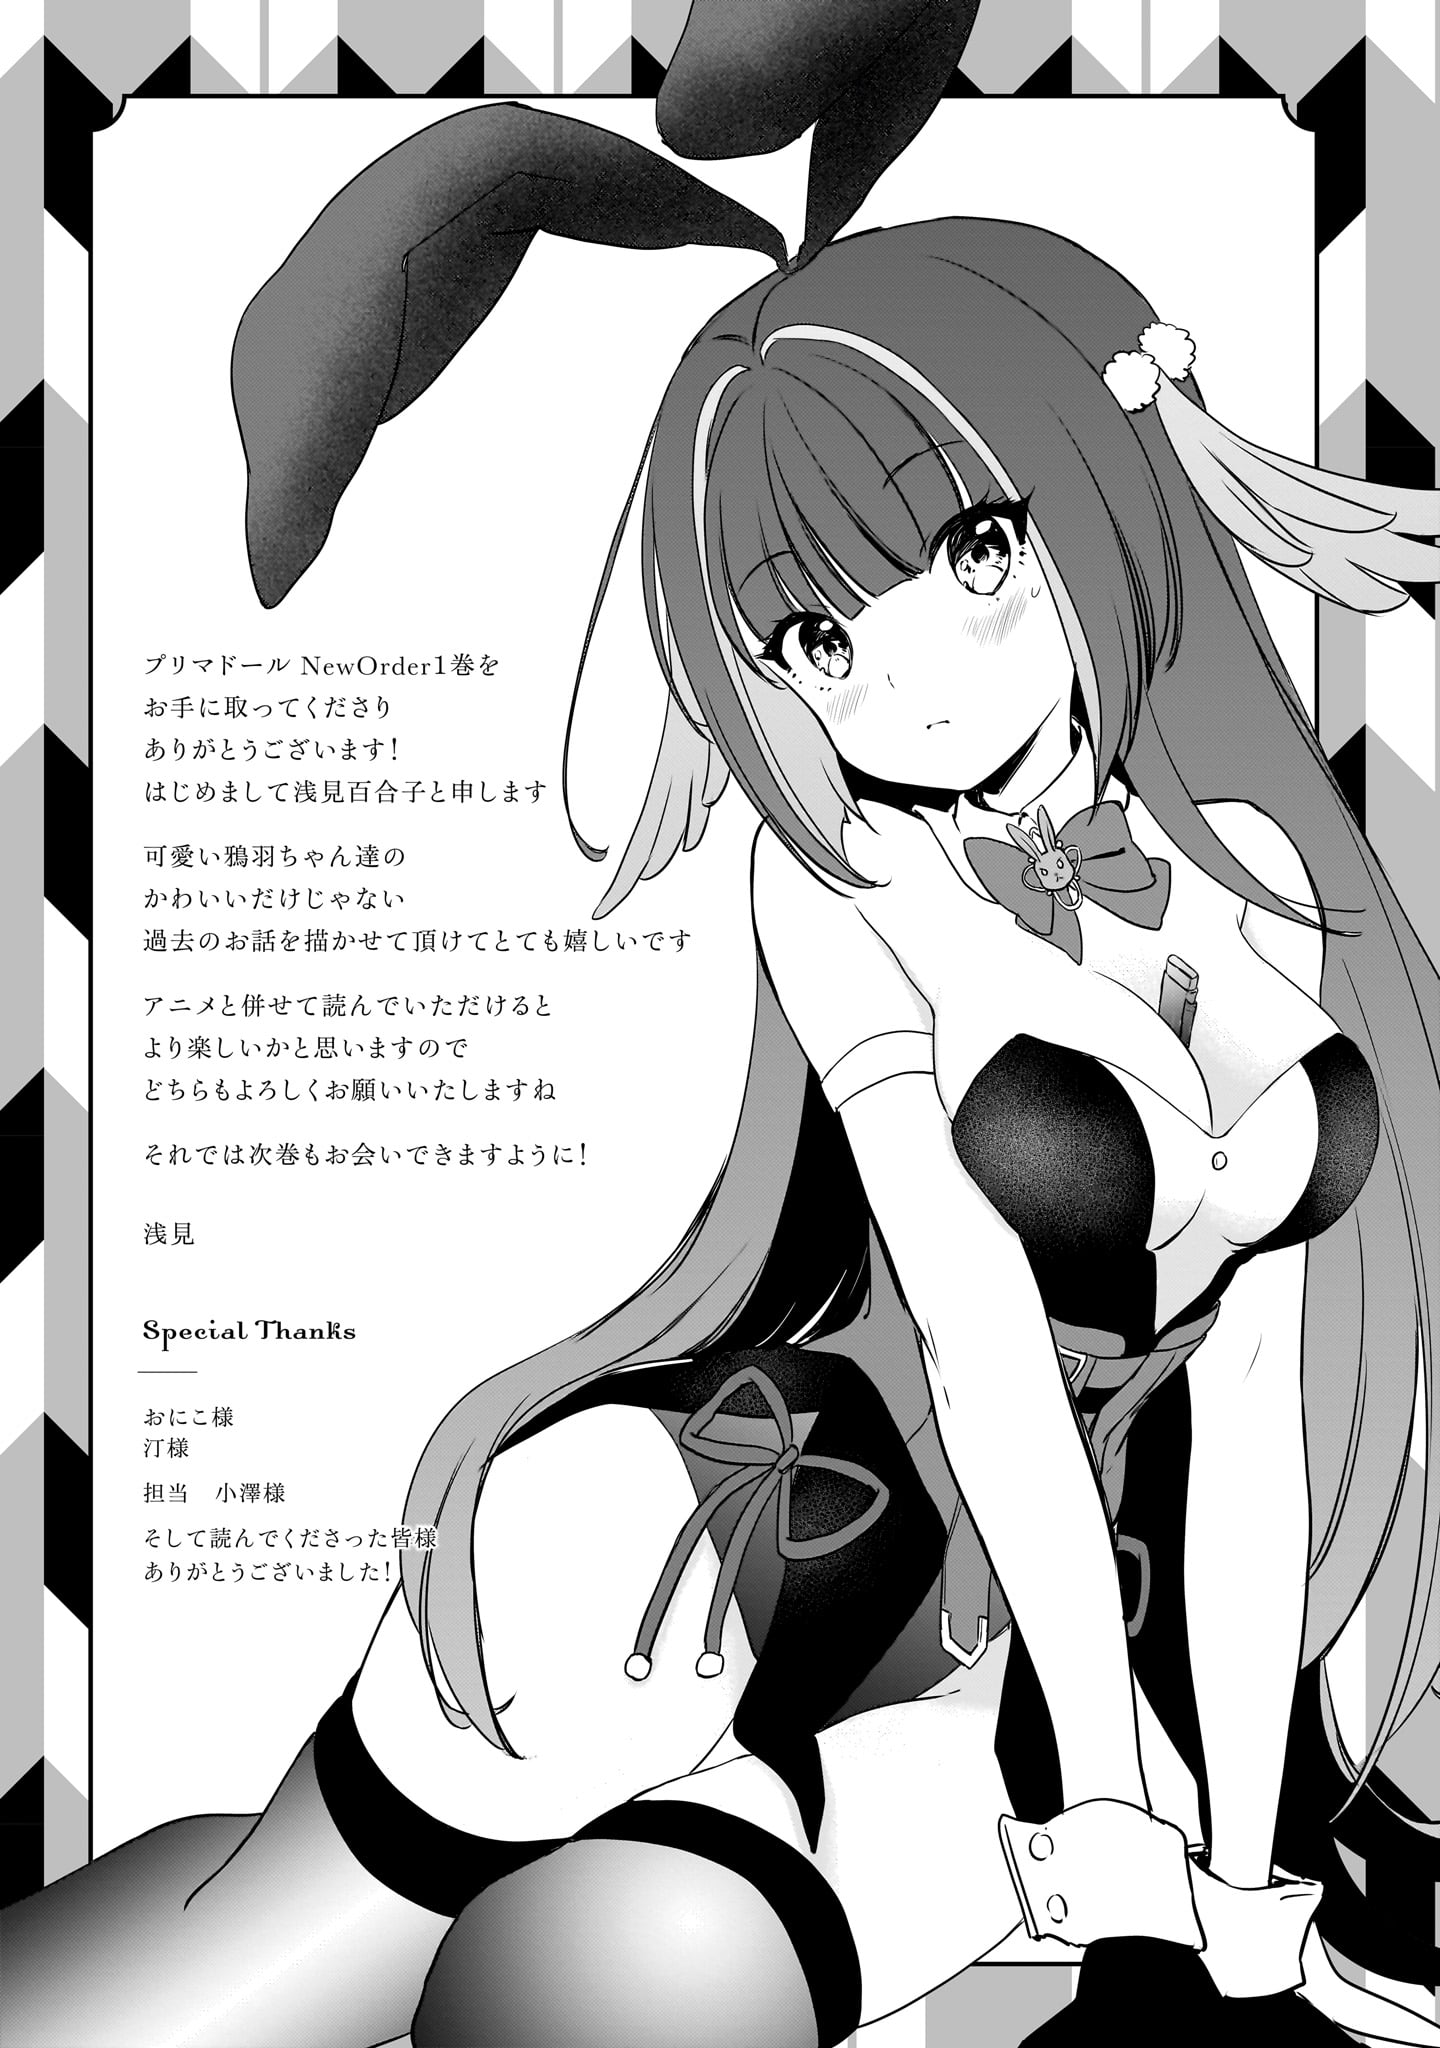 プリマドール NewOrder1巻を
お手に取ってくださり
ありがとうございます！
はじめまして浅見百合子と申します
可愛い鴉羽ちゃん達の
かわいいだけじゃない
過去のお話を描かせて頂けてとても嬉しいです
アニメと併せて読んでいただけると
より楽しいかと思いますので
どちらもよろしくお願いいたしますね
それでは次巻もお会いできますように！
浅見
Special Thanks
おにこ様
汀様
担当　小澤様
そして読んでくださった皆様
ありがとうございました！